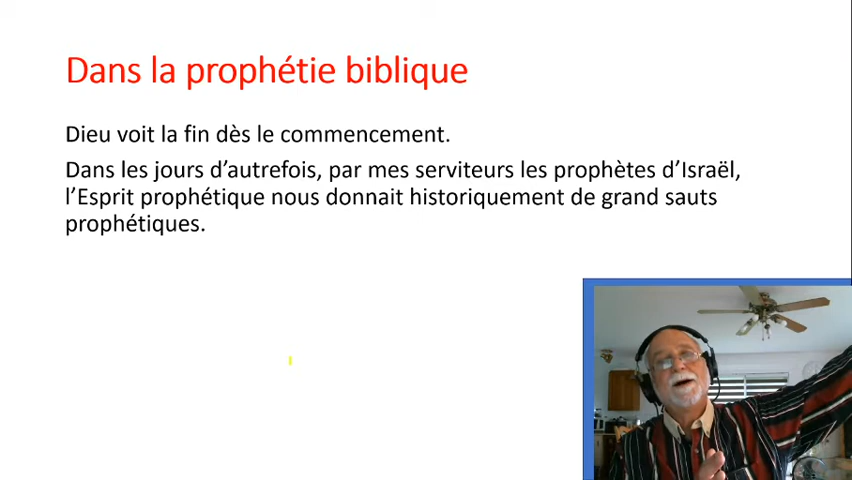 Dans la prophétie biblique
Dieu voit la fin dès le commencement.
Dans les jours d’autrefois, par mes serviteurs les prophètes d’Israël,
l’Esprit prophétique nous donnait historiquement de grand sauts
prophétiques.